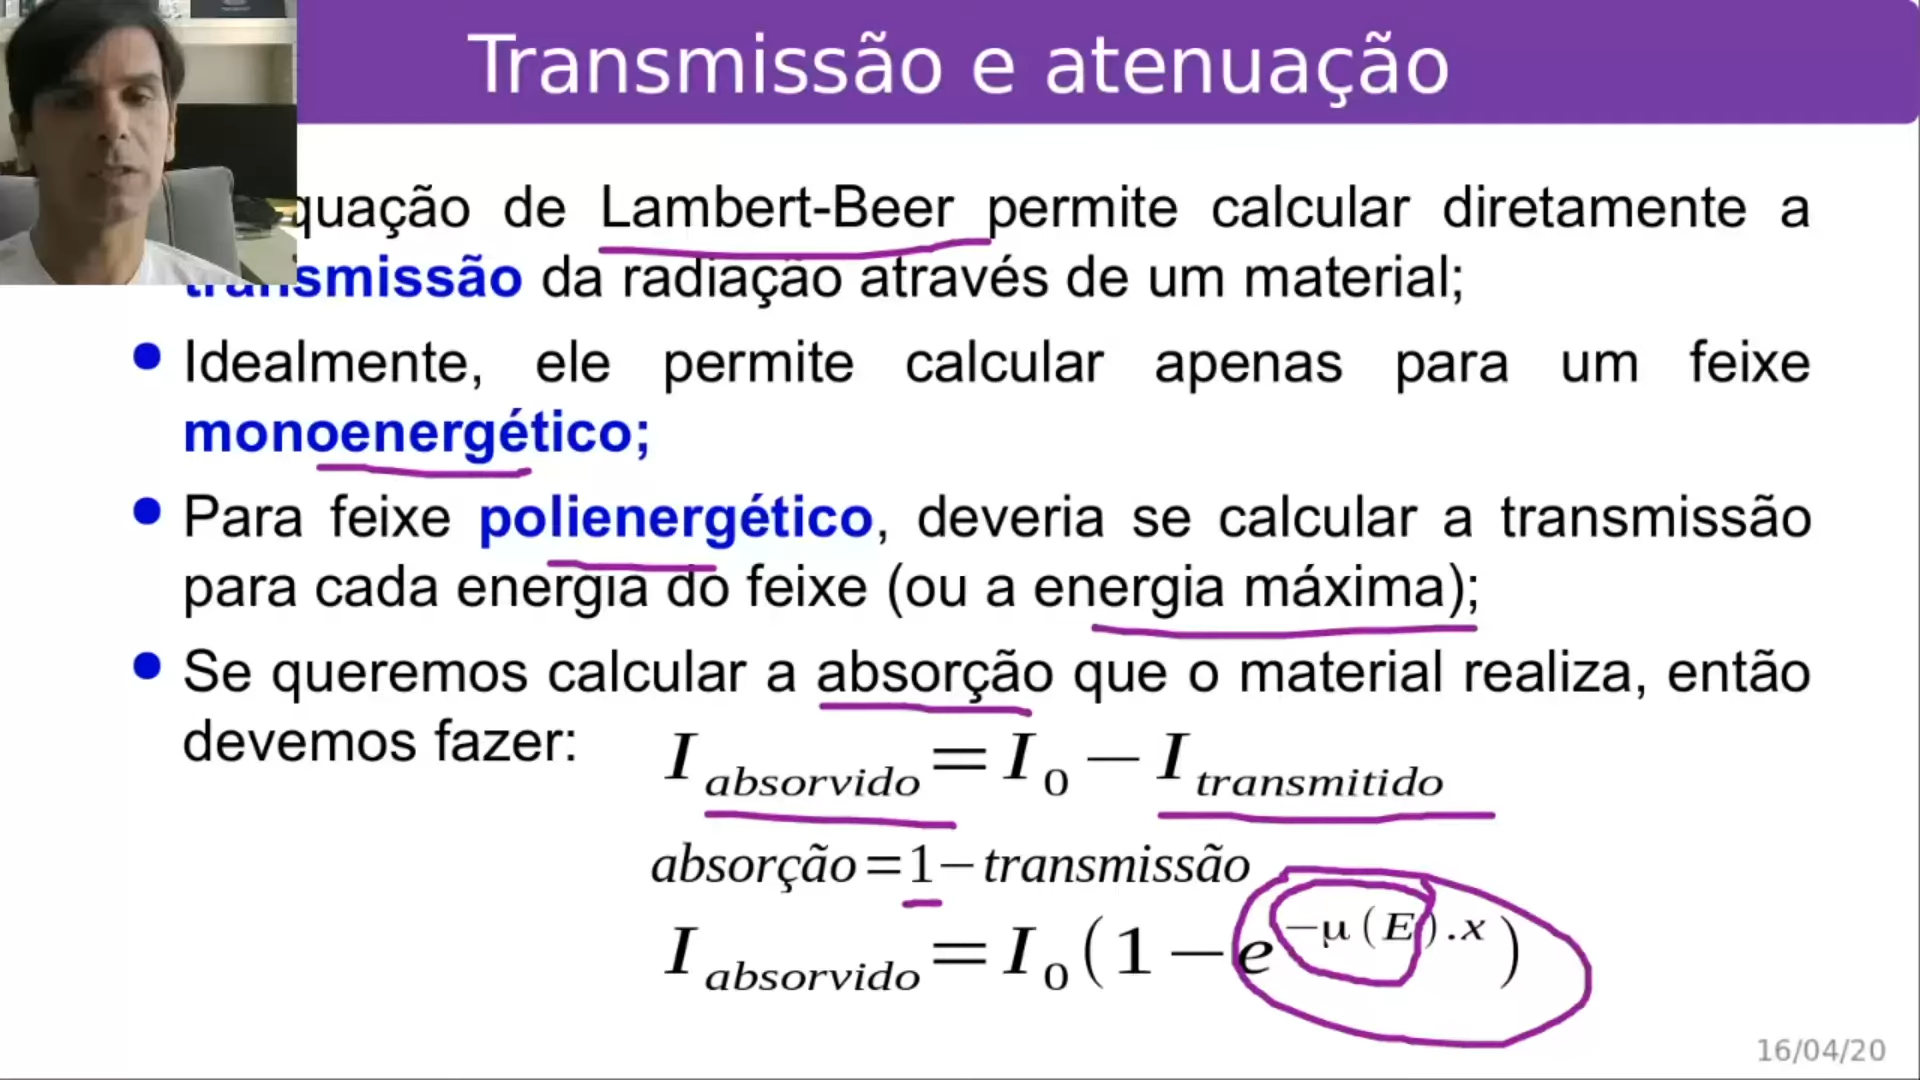 Transmissão e atenuação
quação de Lambert-Beer permite calcular diretamente a
transmissão da radiação através de um material;
Idealmente, ele permite calcular apenas para um feixe
monoenergético;
Para feixe polienergético, deveria se calcular a transmissão
para cada energia do feixe (ou a energia máxima);
Se queremos calcular a absorção que o material realiza, então
devemos fazer:
I absorvido = I 0 − I transmitido
absorção = 1 − transmissão
I absorvido = I 0 (1 − e −μ(E).x)
16/04/20